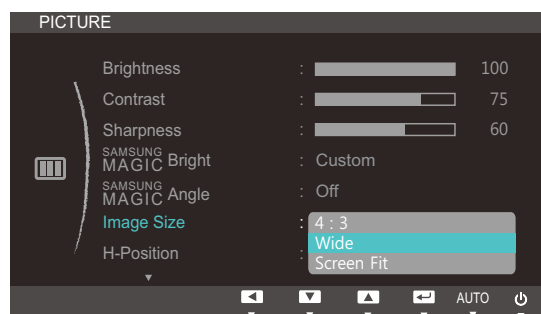 PICTURE
Brightness : 100
Contrast : 75
Sharpness : 60
SAMSUNG MAGIC Bright : Custom
SAMSUNG MAGIC Angle : Off
Image Size : 4 : 3
Wide
H-Position :
Screen Fit
AUTO